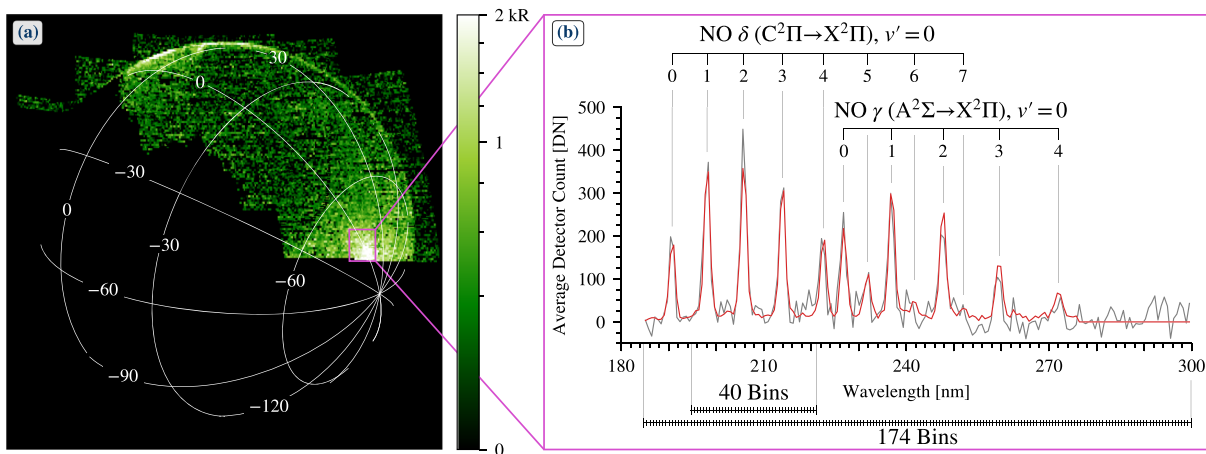 (a)
30
0
−30
0
−30
−60
−60
−90
−120
2 kR
1
0
(b)
NO δ (C²Π→X²Π), v′ = 0
0 1 2 3 4 5 6 7
NO γ (A²Σ→X²Π), v′ = 0
0 1 2 3 4
Average Detector Count [DN]
500
400
300
200
100
0
180 210 240 270 300
Wavelength [nm]
40 Bins
174 Bins